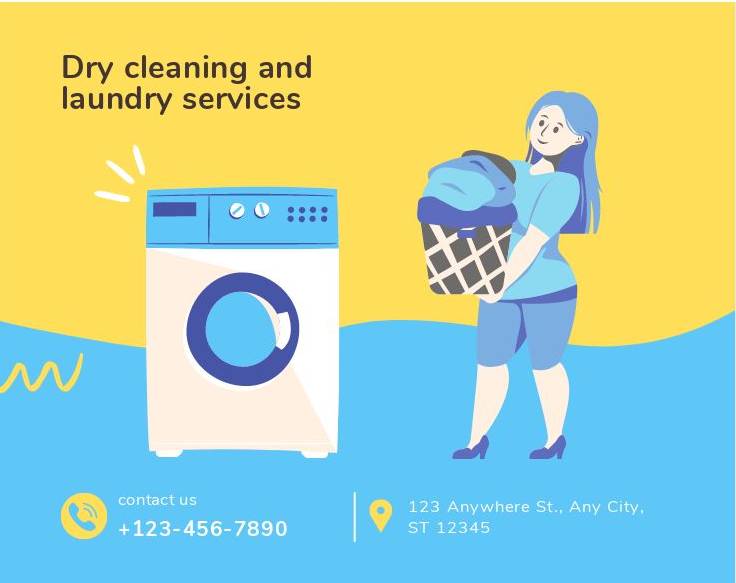 Dry cleaning and
laundry services
contact us
+123-456-7890
123 Anywhere St., Any City,
ST 12345